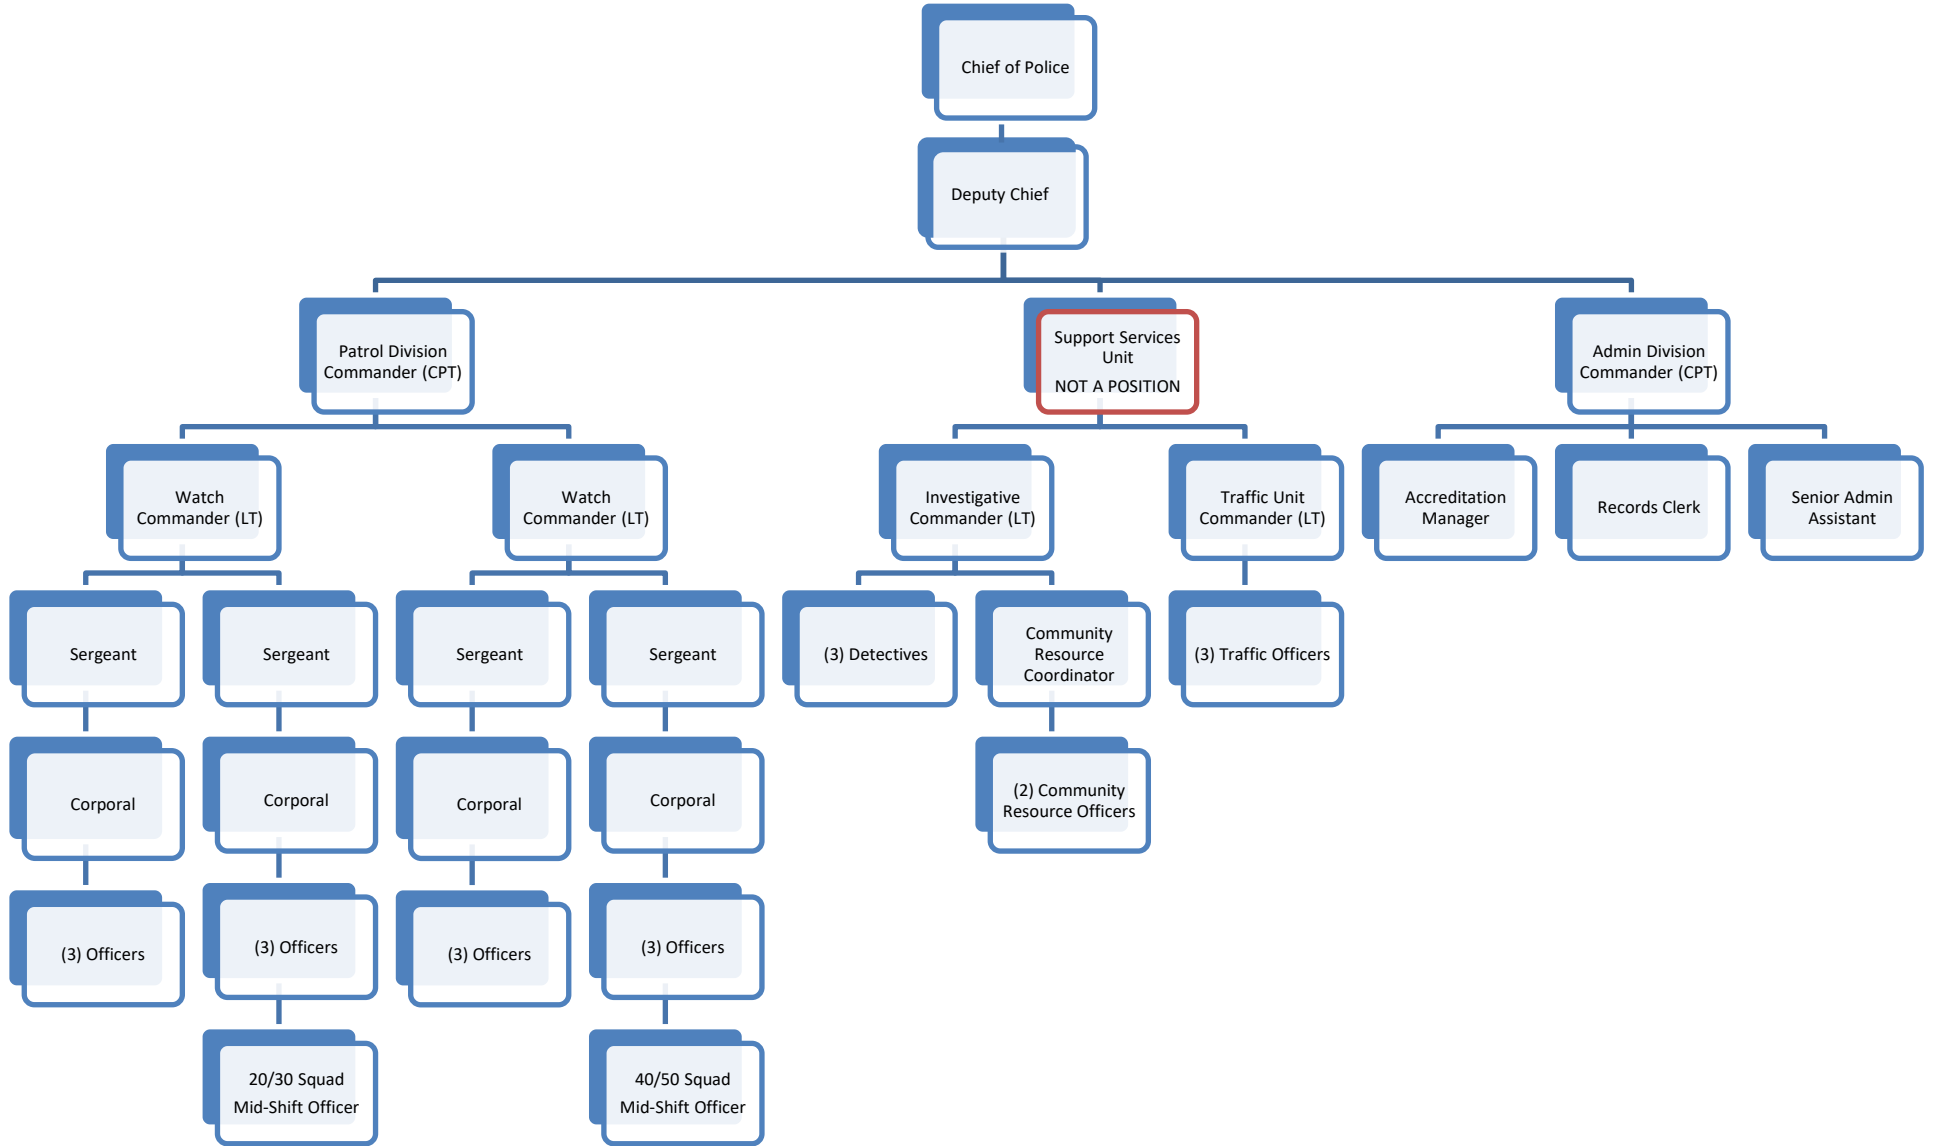 Chief of Police
Deputy Chief
Patrol Division
Commander (CPT)
Support Services
Unit
NOT A POSITION
Admin Division
Commander (CPT)
Watch
Commander (LT)
Watch
Commander (LT)
Investigative
Commander (LT)
Traffic Unit
Commander (LT)
Accreditation
Manager
Records Clerk
Senior Admin
Assistant
Sergeant
Sergeant
Sergeant
Sergeant
(3) Detectives
Community
Resource
Coordinator
(3) Traffic Officers
Corporal
Corporal
Corporal
Corporal
(2) Community
Resource Officers
(3) Officers
(3) Officers
(3) Officers
(3) Officers
20/30 Squad
Mid-Shift Officer
40/50 Squad
Mid-Shift Officer